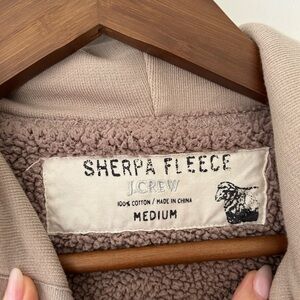 SHERPA FLEECE
J.CREW
100% COTTON / MADE IN CHINA
MEDIUM